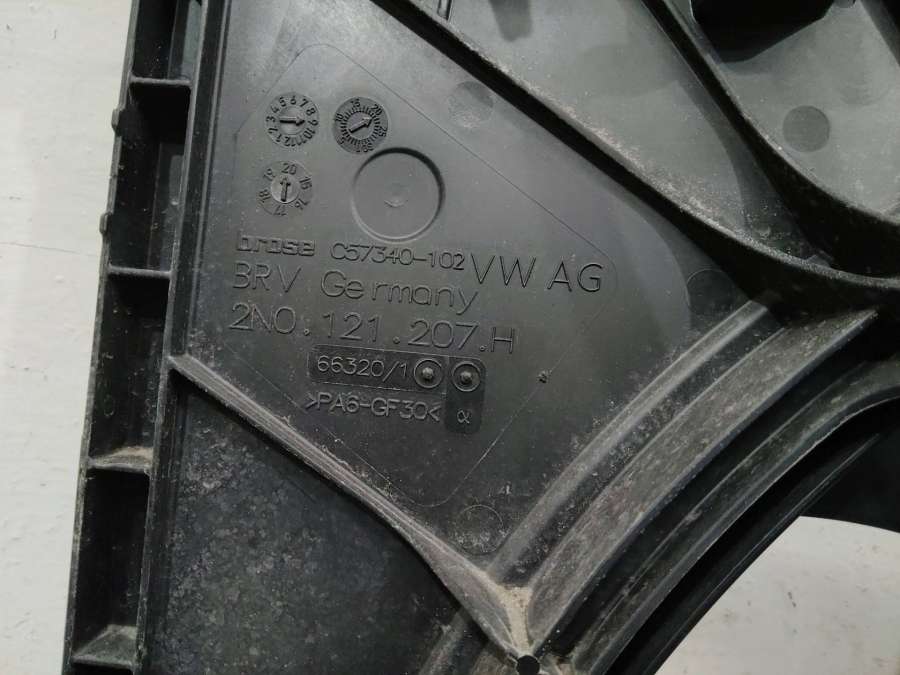 brose C57340-102 VW AG
BRV Germany
2N0.121.207.H
66320/1
>PA6-GF30<
α